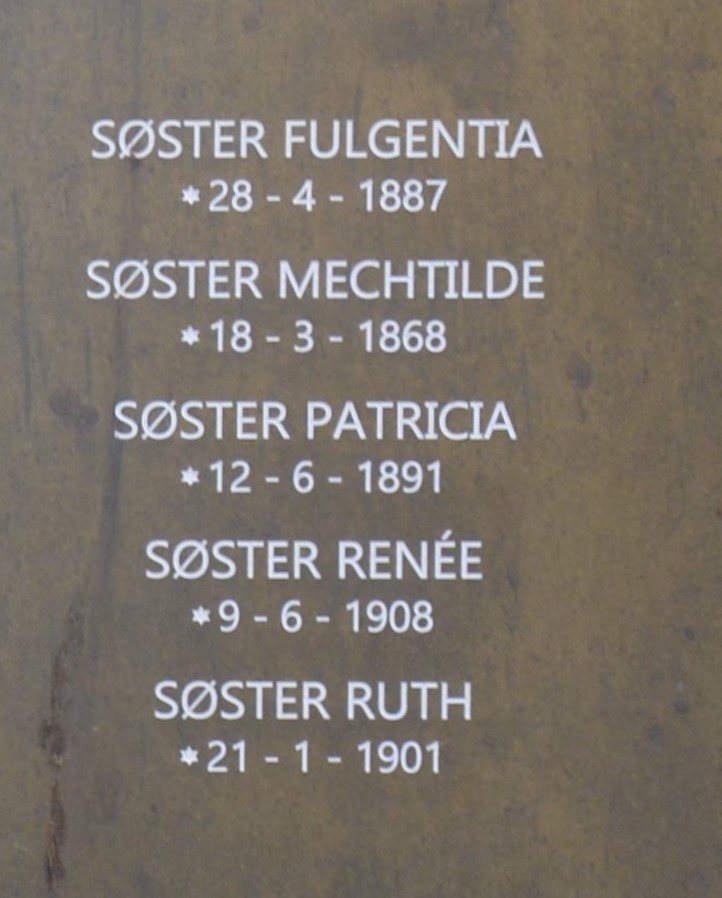 SØSTER FULGENTIA
*28 - 4 - 1887
SØSTER MECHTILDE
*18 - 3 - 1868
SØSTER PATRICIA
*12 - 6 - 1891
SØSTER RENÉE
*9 - 6 - 1908
SØSTER RUTH
*21 - 1 - 1901